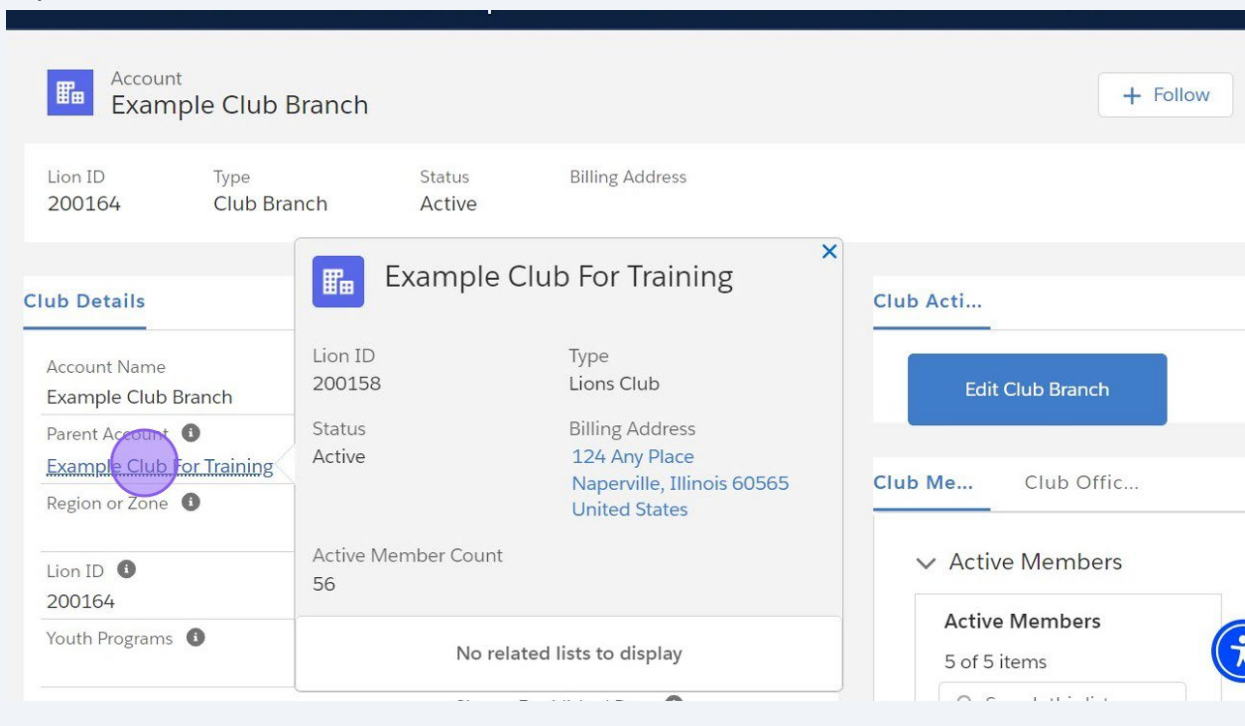 Account
Example Club Branch
+ Follow
Lion ID
Type
Status
Billing Address
200164
Club Branch
Active
Club Details
Account Name
Example Club Branch
Parent Account
Example Club For Training
Region or Zone
Lion ID
200164
Youth Programs
Example Club For Training
Lion ID
Type
200158
Lions Club
Status
Billing Address
Active
124 Any Place
Naperville, Illinois 60565
United States
Active Member Count
56
No related lists to display
Club Acti...
Edit Club Branch
Club Me...
Club Offic...
Active Members
Active Members
5 of 5 items